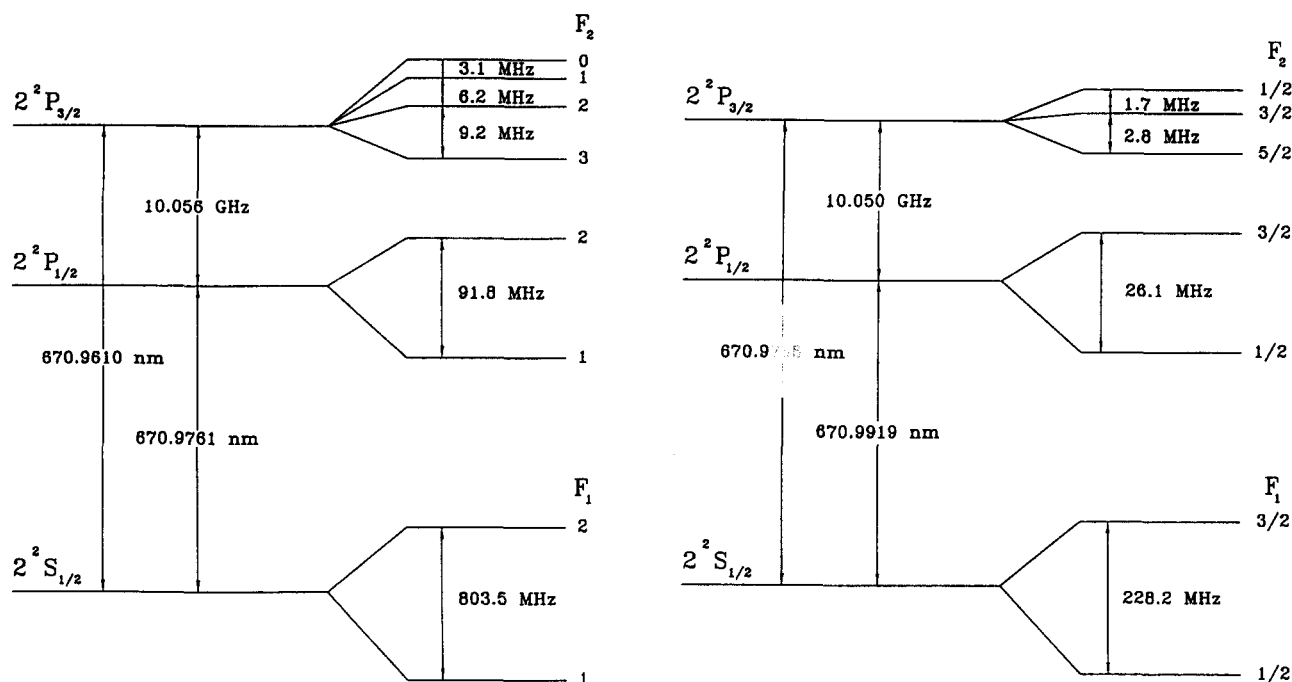 F₂
0
3.1 MHz
1
2 ²P₃/₂
6.2 MHz
2
9.2 MHz
3
10.056 GHz
2
2 ²P₁/₂
91.8 MHz
1
670.9610 nm
670.9761 nm
F₁
2
2 ²S₁/₂
803.5 MHz
1
F₂
1/2
2 ²P₃/₂
1.7 MHz
3/2
2.8 MHz
5/2
10.050 GHz
3/2
2 ²P₁/₂
26.1 MHz
1/2
nm
670.9919 nm
F₁
3/2
2 ²S₁/₂
228.2 MHz
1/2